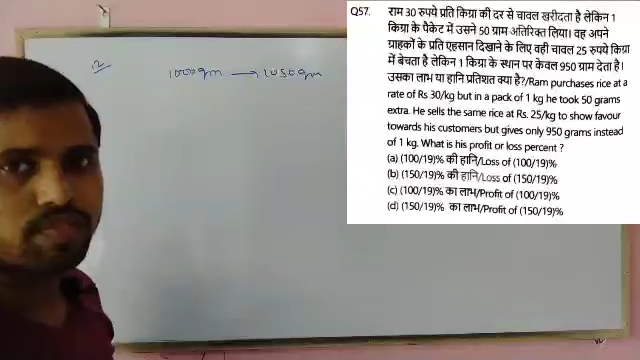 Q57. राम 30 रुपये प्रति किग्रा की दर से चावल खरीदता है लेकिन 1
किग्रा के पैकेट में उसने 50 ग्राम अतिरिक्त लिया। वह अपने
ग्राहकों के प्रति एहसान दिखाने के लिए वही चावल 25 रुपये किग्रा
में बेचता है लेकिन 1 किग्रा के स्थान पर केवल 950 ग्राम देता है।
उसका लाभ या हानि प्रतिशत क्या है?/Ram purchases rice at a
rate of Rs 30/kg but in a pack of 1 kg he took 50 grams
extra. He sells the same rice at Rs. 25/kg to show favour
towards his customers but gives only 950 grams instead
of 1 kg. What is his profit or loss percent ?
(a) (100/19)% की हानि/Loss of (100/19)%
(b) (150/19)% की हानि/Loss of (150/19)%
(c) (100/19)% का लाभ/Profit of (100/19)%
(d) (150/19)% का लाभ/Profit of (150/19)%
1000gm → 1050gm